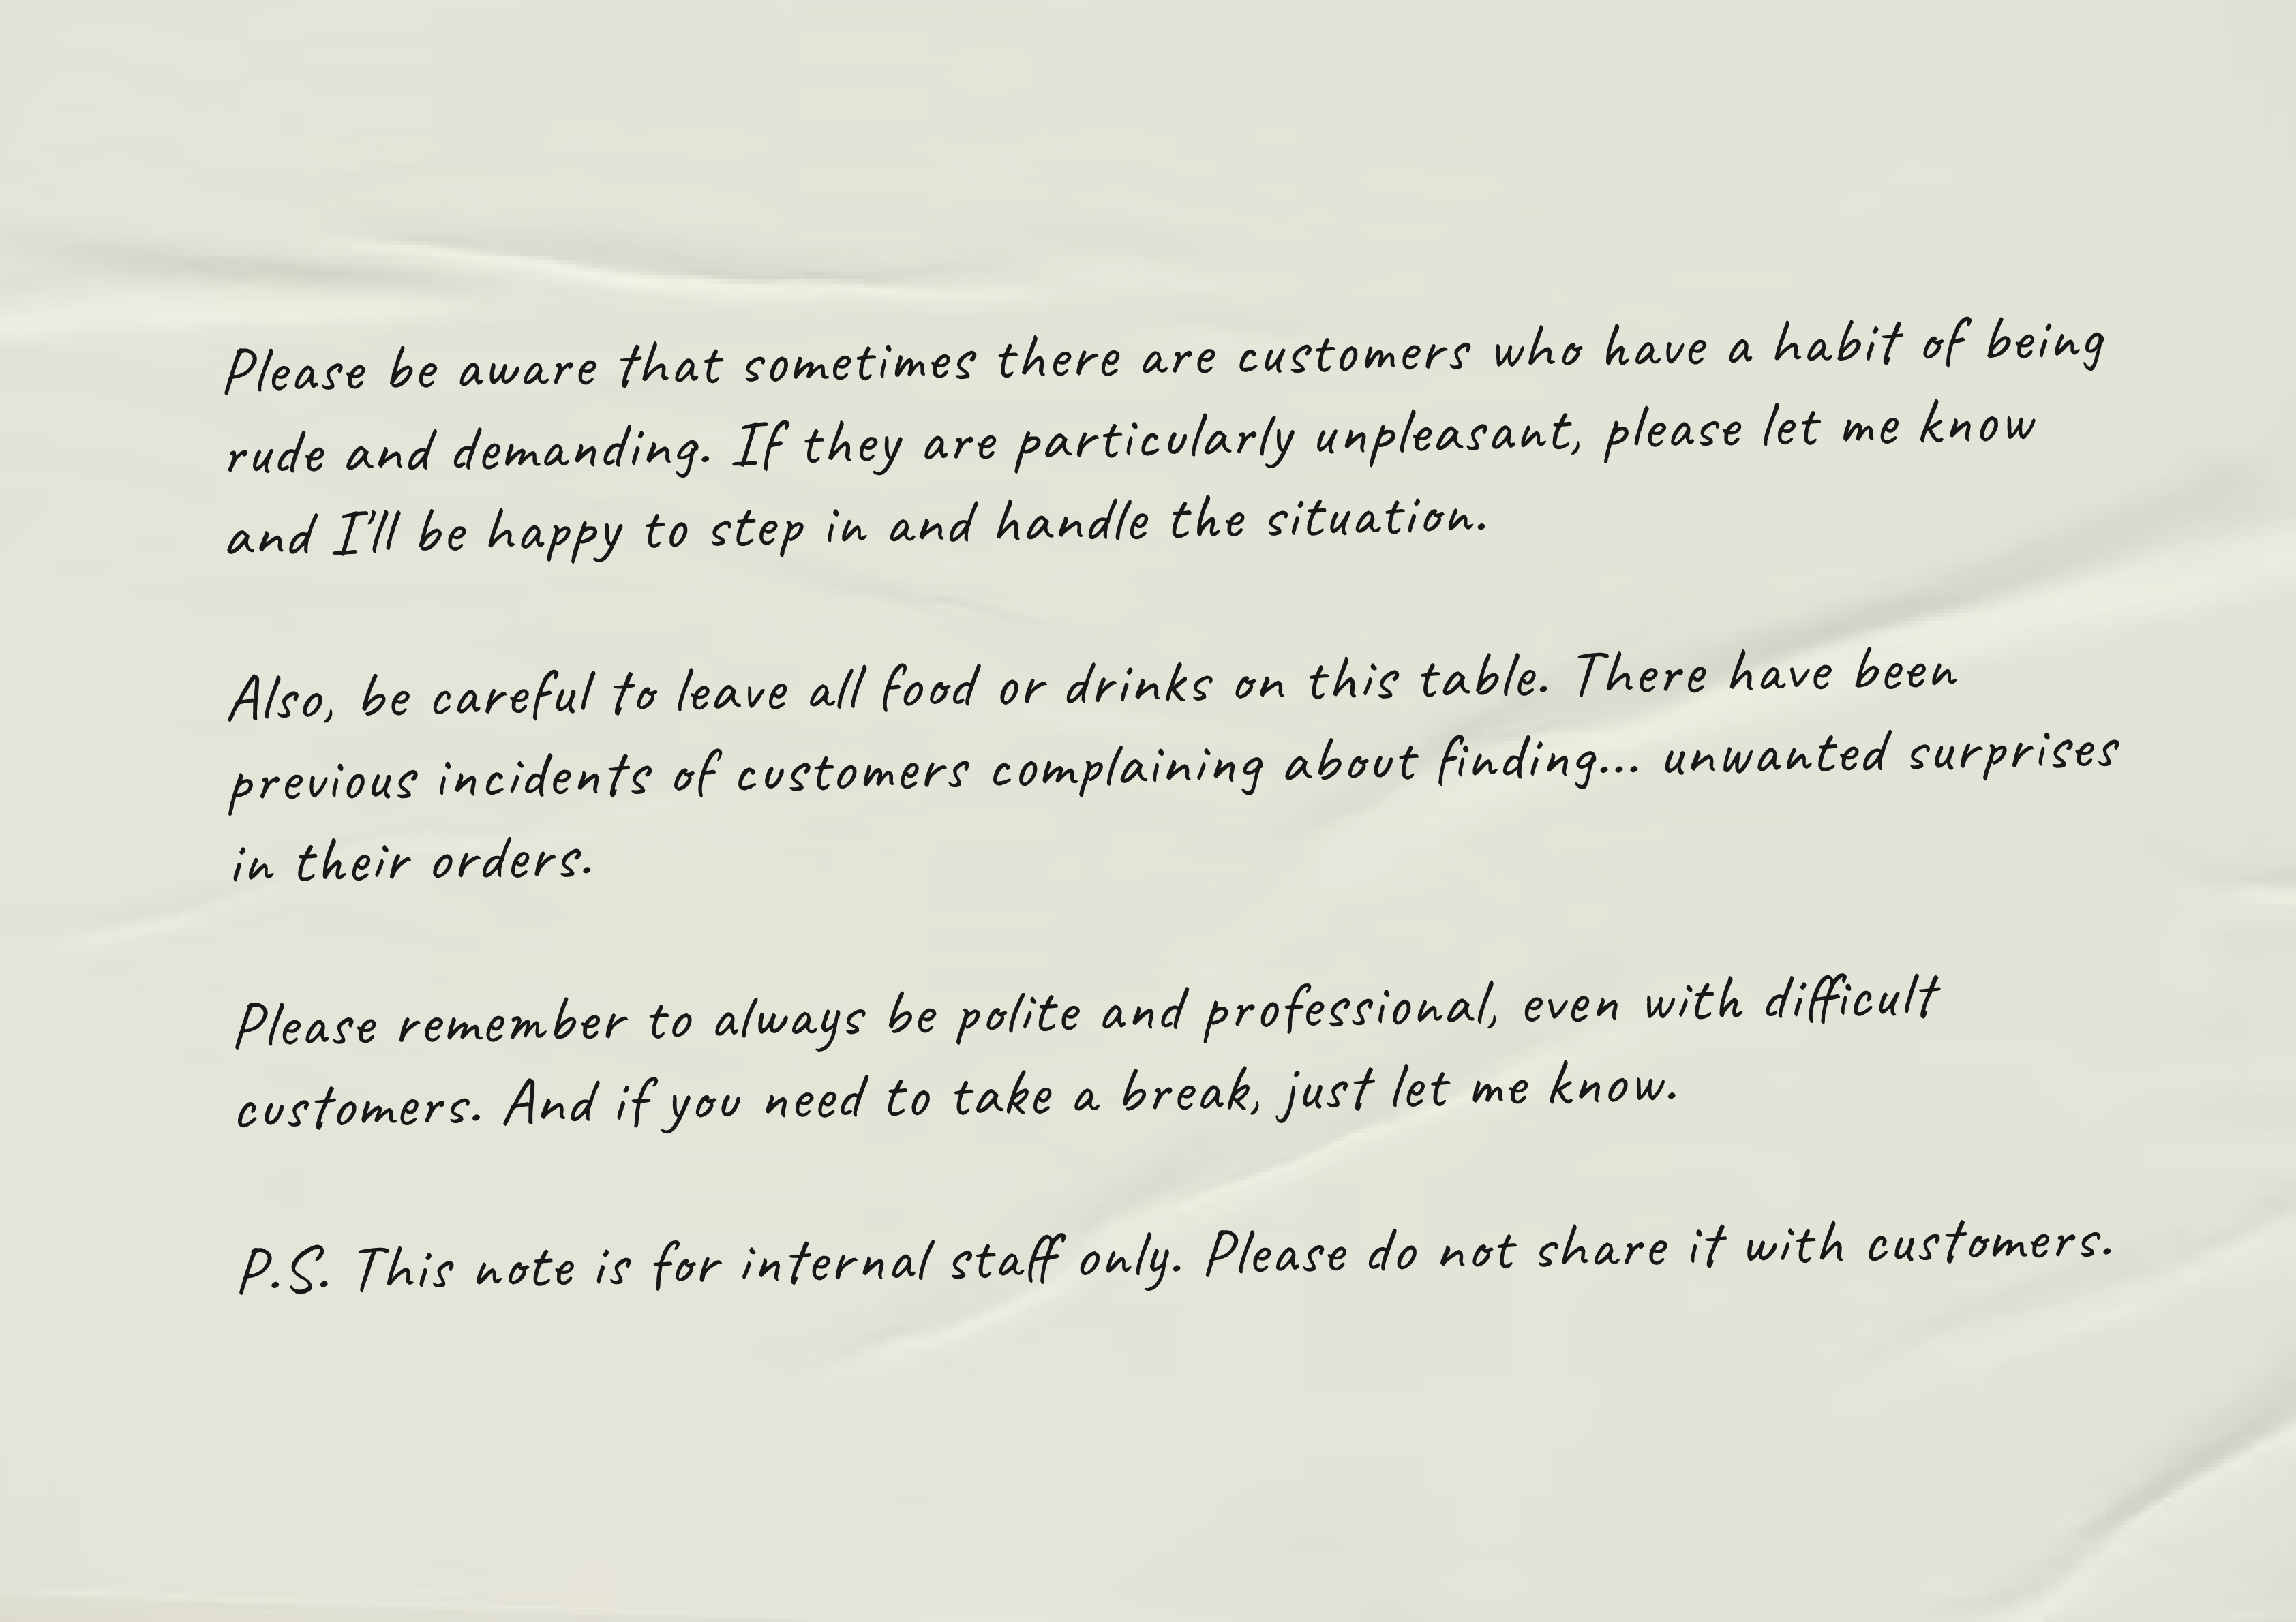 Please be aware that sometimes there are customers who have a habit of being
rude and demanding. If they are particularly unpleasant, please let me know
and I'll be happy to step in and handle the situation.
Also, be careful to leave all food or drinks on this table. There have been
previous incidents of customers complaining about finding... unwanted surprises
in their orders.
Please remember to always be polite and professional, even with difficult
customers. And if you need to take a break, just let me know.
P.S. This note is for internal staff only. Please do not share it with customers.